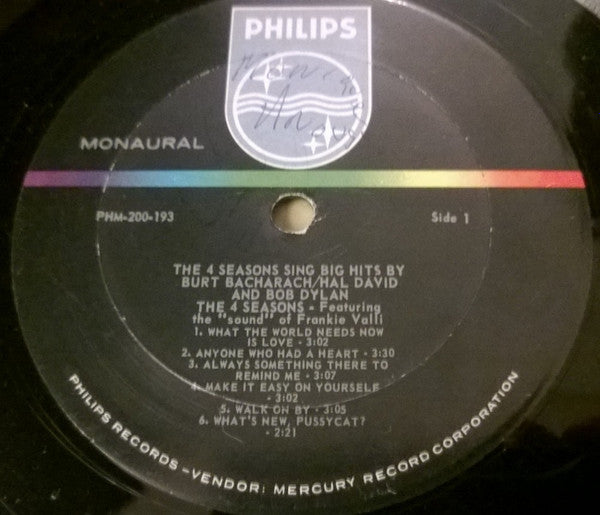 PHILIPS
MONAURAL
PHM-200-193
Side 1
THE 4 SEASONS SING BIG HITS BY
BURT BACHARACH/HAL DAVID
AND BOB DYLAN
THE 4 SEASONS - Featuring
the "sound" of Frankie Valli
1. WHAT THE WORLD NEEDS NOW
IS LOVE - 3:02
2. ANYONE WHO HAD A HEART - 3:30
3. ALWAYS SOMETHING THERE TO
REMIND ME - 3:07
4. MAKE IT EASY ON YOURSELF
- 3:02
5. WALK ON BY - 3:05
6. WHAT'S NEW, PUSSYCAT?
- 2:21
PHILIPS RECORDS-VENDOR: MERCURY RECORD CORPORATION